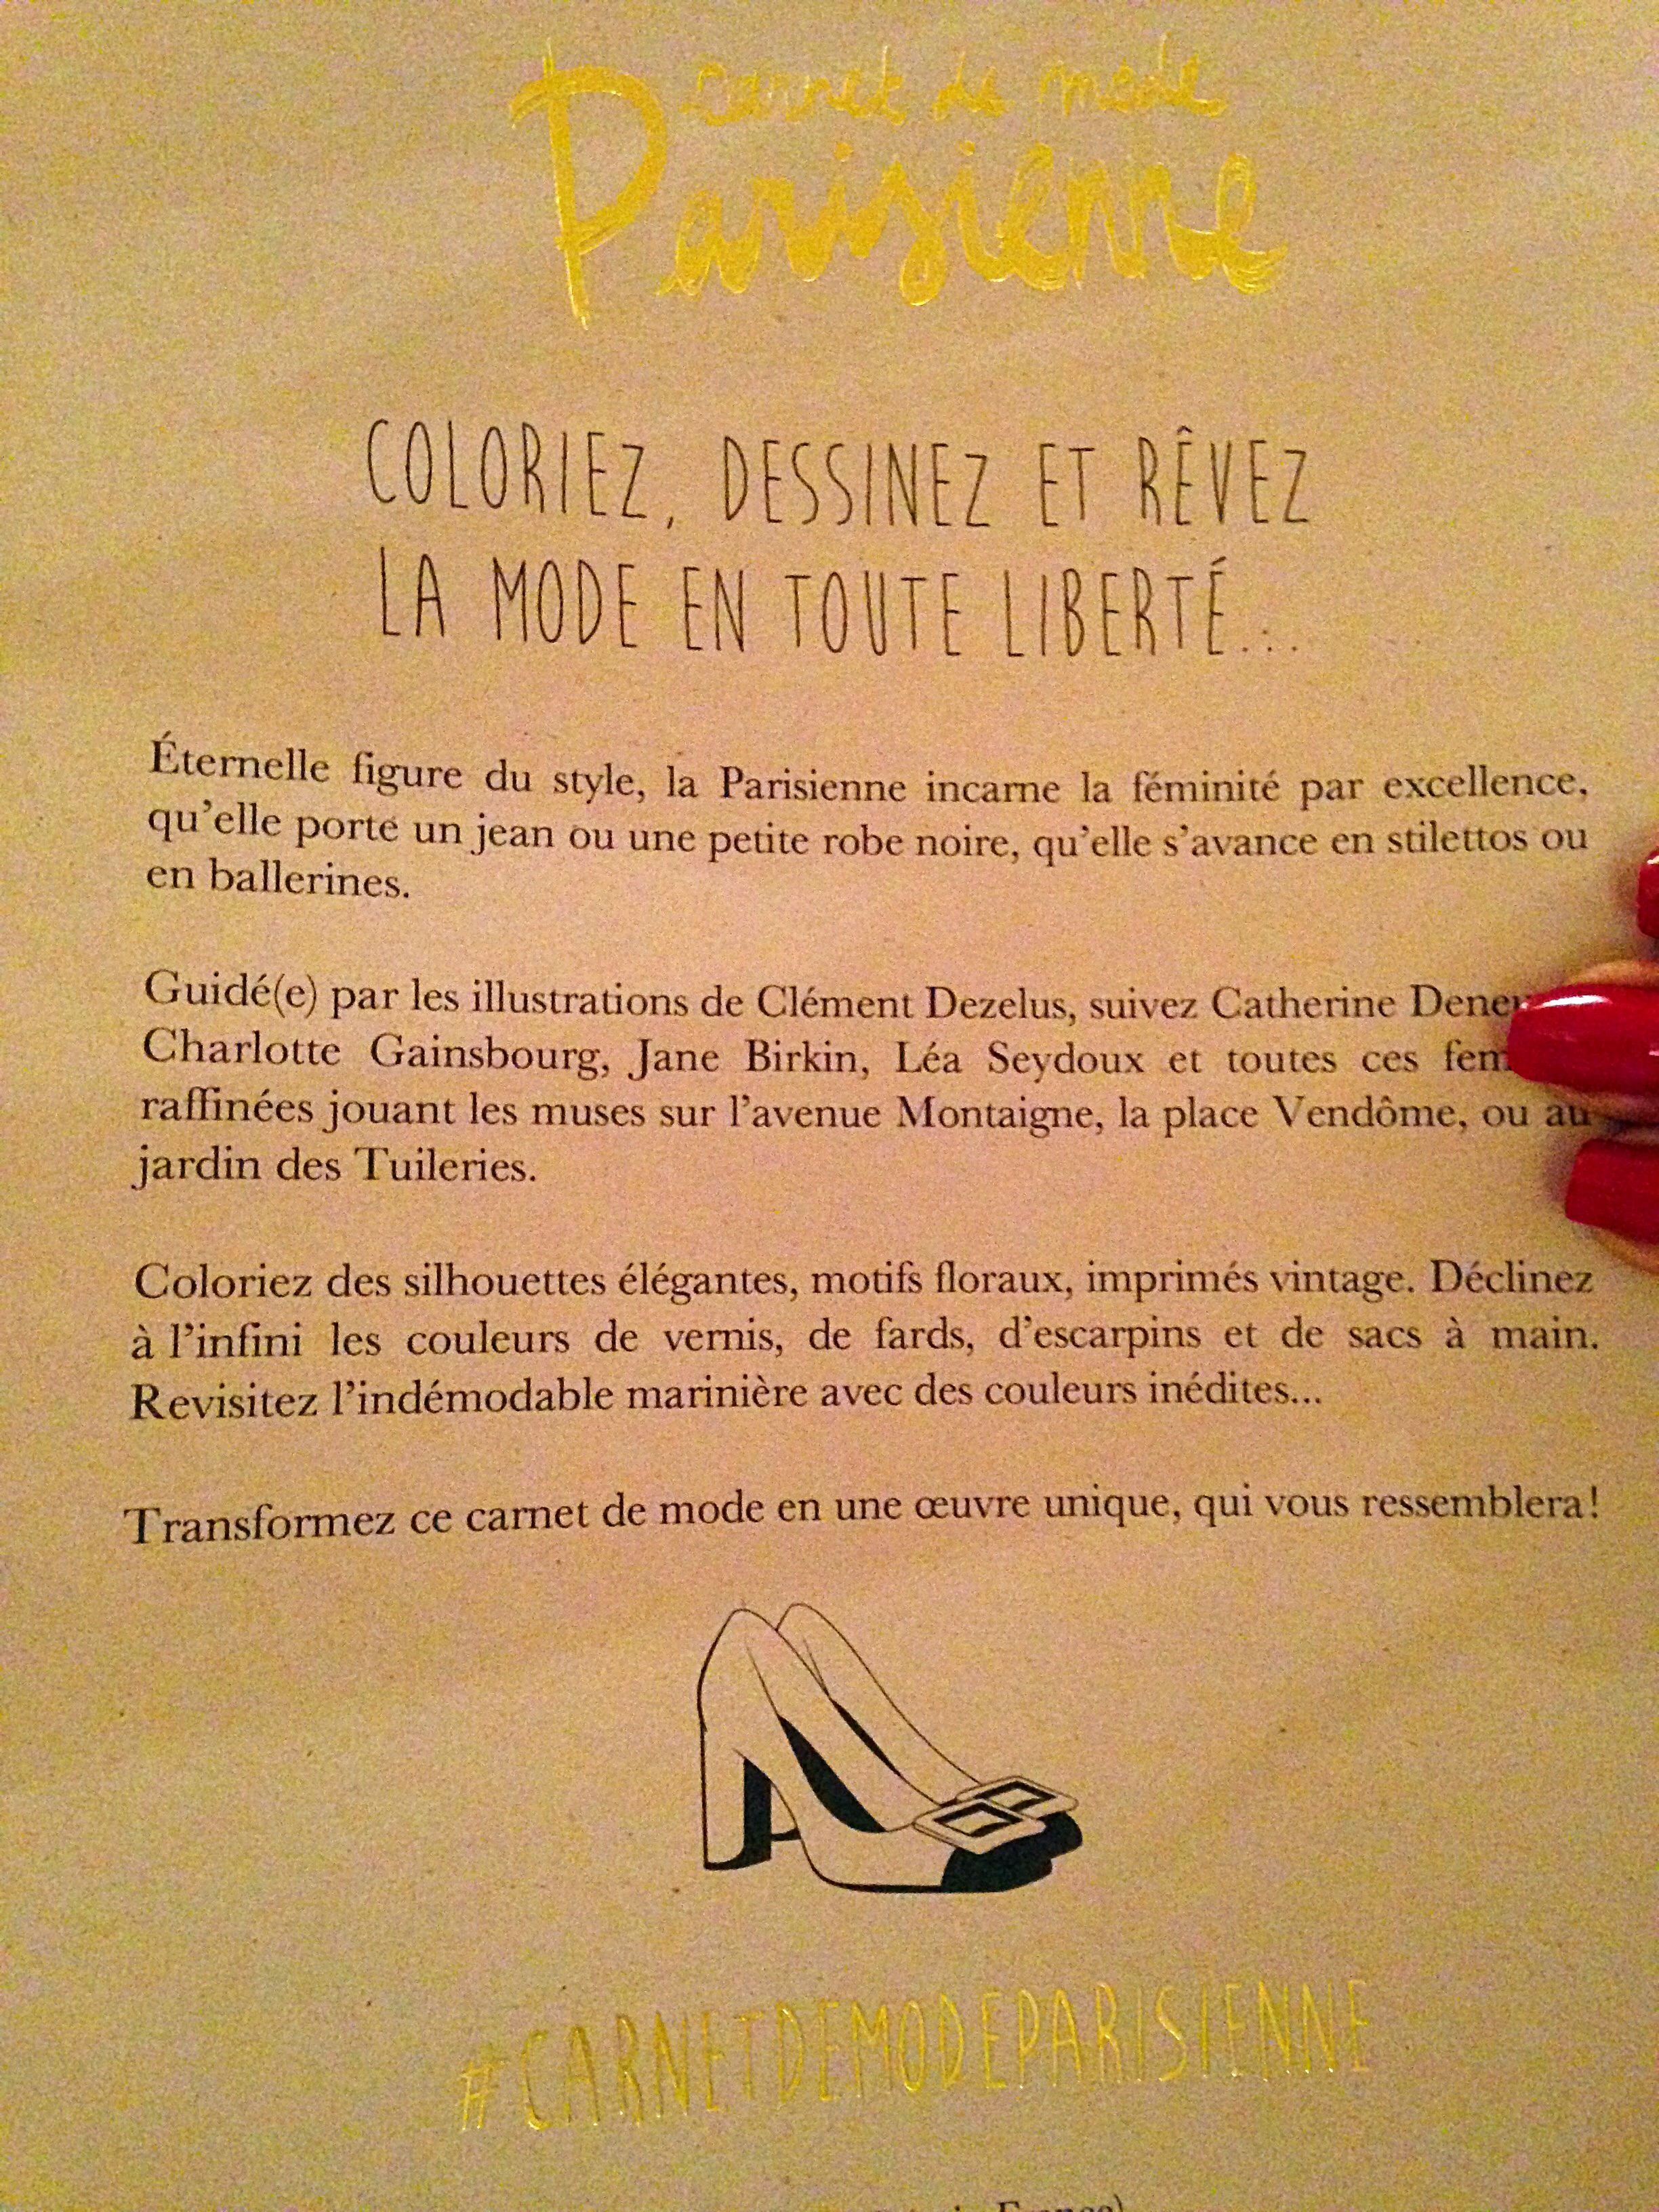 carnet de mode
Parisienne
COLORIEZ, DESSINEZ ET RÊVEZ
LA MODE EN TOUTE LIBERTÉ...
Éternelle figure du style, la Parisienne incarne la féminité par excellence,
qu'elle porte un jean ou une petite robe noire, qu'elle s'avance en stilettos ou
en ballerines.
Guidé(e) par les illustrations de Clément Dezelus, suivez Catherine
Charlotte Gainsbourg, Jane Birkin, Léa Seydoux et toutes ces
raffinées jouant les muses sur l'avenue Montaigne, la place Vendôme, ou au
jardin des Tuileries.
Coloriez des silhouettes élégantes, motifs floraux, imprimés vintage. Déclinez
à l'infini les couleurs de vernis, de fards, d'escarpins et de sacs à main.
Revisitez l'indémodable marinière avec des couleurs inédites...
Transformez ce carnet de mode en une œuvre unique, qui vous ressemblera!
#CARNETDEMODEPARISIENNE
France)